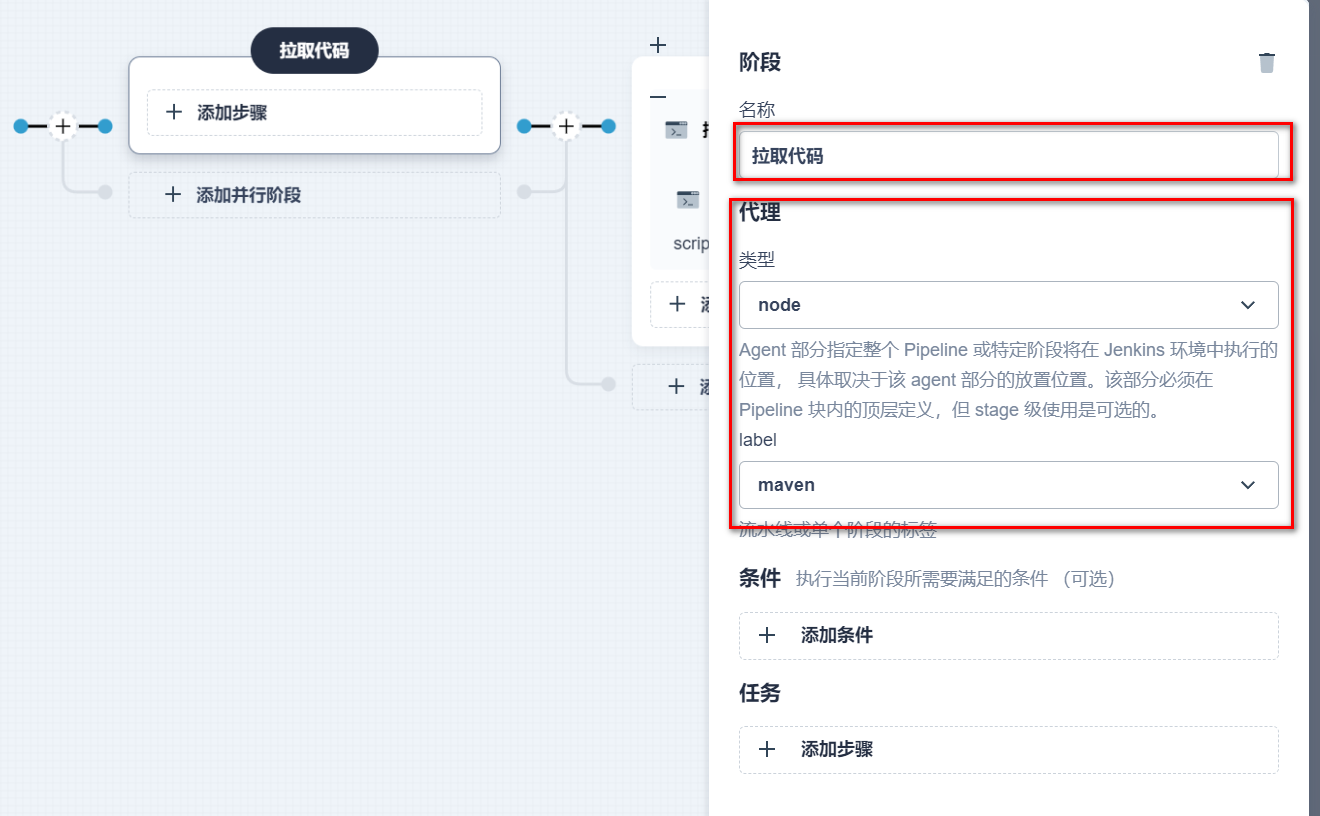 拉取代码
添加步骤
添加并行阶段
scrip
阶段
名称
拉取代码
代理
类型
node
Agent 部分指定整个 Pipeline 或特定阶段将在 Jenkins 环境中执行的
位置， 具体取决于该 agent 部分的放置位置。该部分必须在
Pipeline 块内的顶层定义，但 stage 级使用是可选的。
label
maven
流水线或单个阶段的标签
条件 执行当前阶段所需要满足的条件 （可选）
添加条件
任务
添加步骤